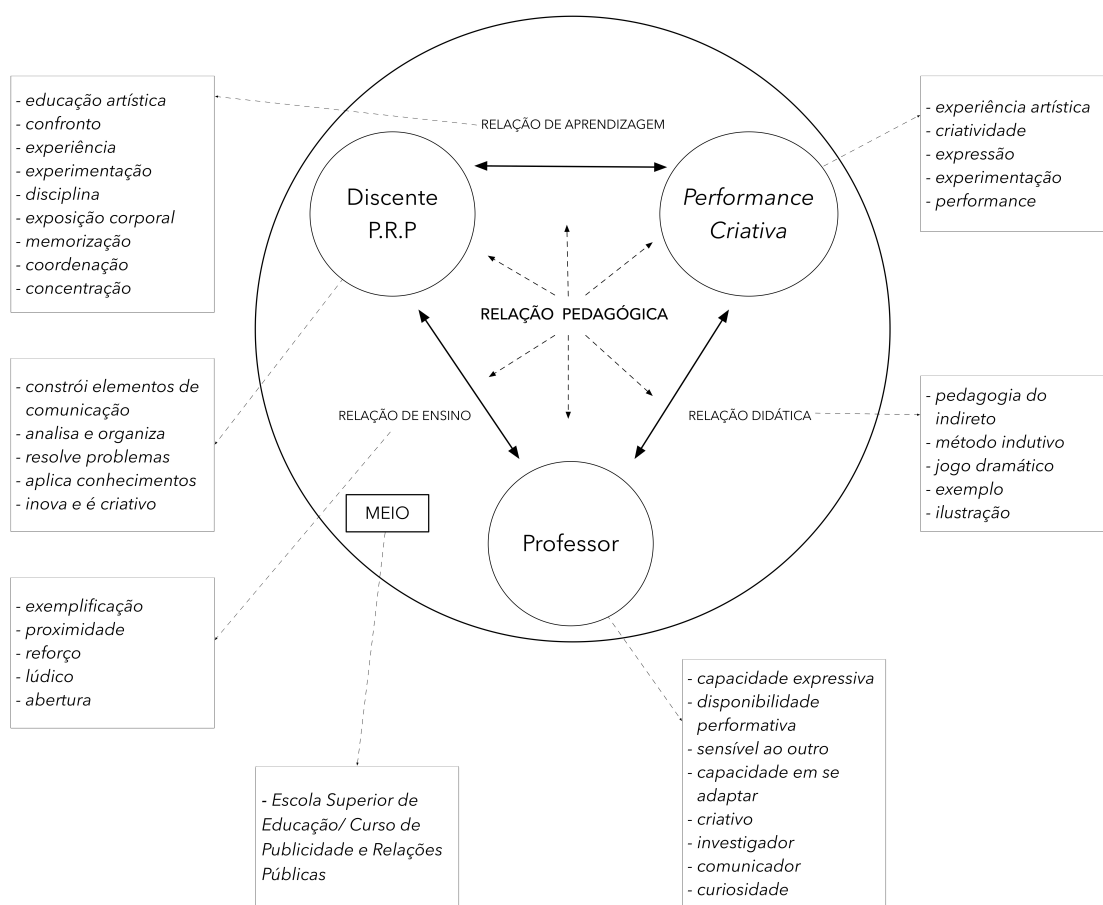 - educação artística
- confronto
- experiência
- experimentação
- disciplina
- exposição corporal
- memorização
- coordenação
- concentração
RELAÇÃO DE APRENDIZAGEM
- experiência artística
- criatividade
- expressão
- experimentação
- performance
Discente
P.R.P
Performance
Criativa
RELAÇÃO PEDAGÓGICA
- constrói elementos de
comunicação
- analisa e organiza
- resolve problemas
- aplica conhecimentos
- inova e é criativo
RELAÇÃO DE ENSINO
RELAÇÃO DIDÁTICA
- pedagogia do
indireto
- método indutivo
- jogo dramático
- exemplo
- ilustração
MEIO
Professor
- exemplificação
- proximidade
- reforço
- lúdico
- abertura
- Escola Superior de
Educação/ Curso de
Publicidade e Relações
Públicas
- capacidade expressiva
- disponibilidade
performativa
- sensível ao outro
- capacidade em se
adaptar
- criativo
- investigador
- comunicador
- curiosidade